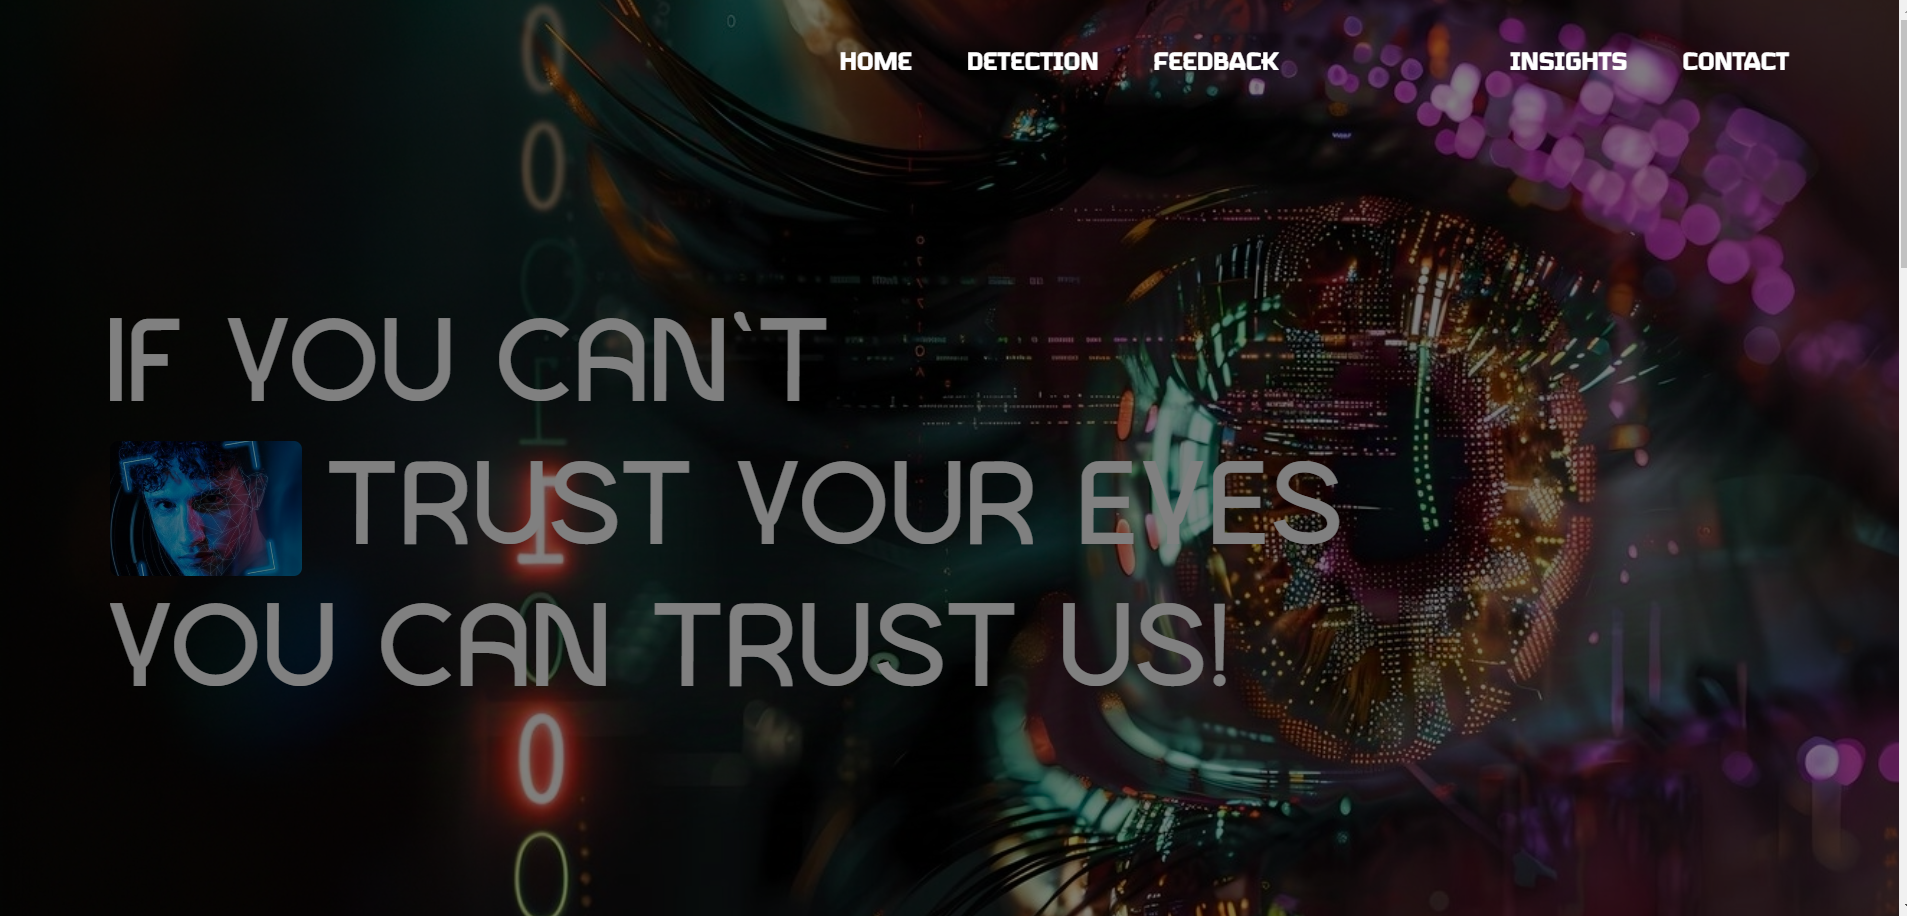 HOME DETECTION FEEDBACK INSIGHTS CONTACT
IF YOU CAN`T
TRUST YOUR EYES
YOU CAN TRUST US!